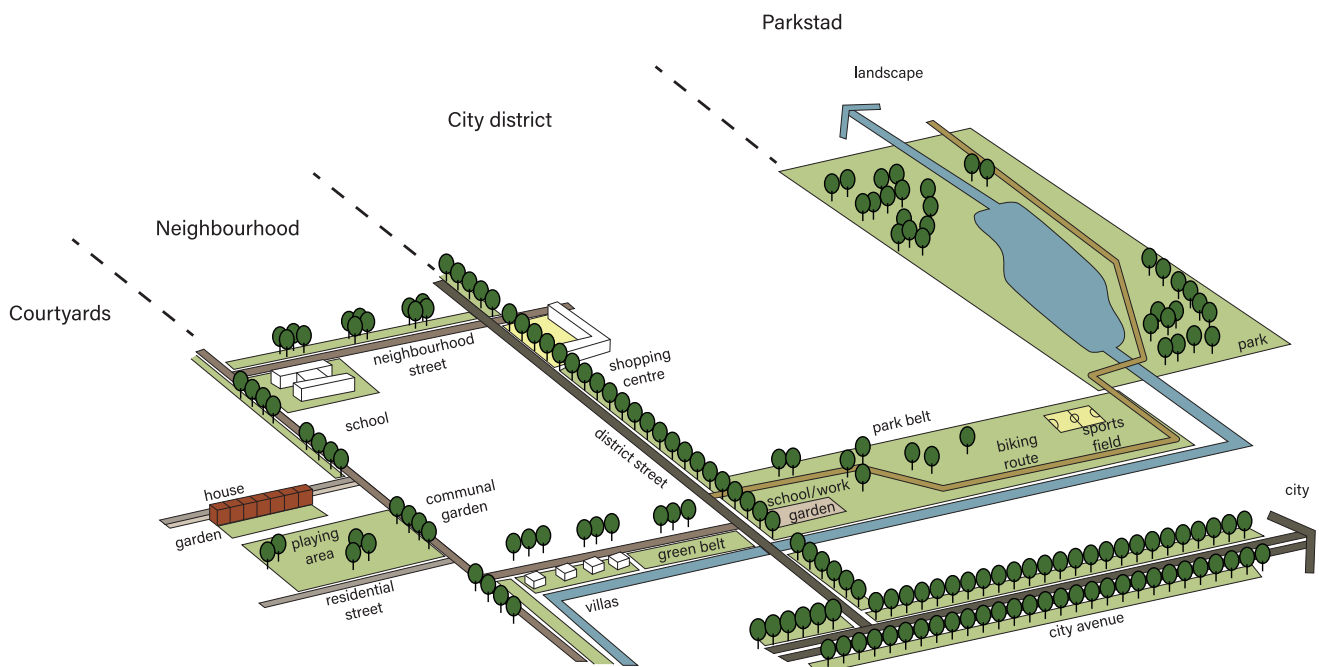 Parkstad
landscape
City district
Neighbourhood
Courtyards
neighbourhood
street
shopping
centre
park
school
district street
park belt
biking
route
sports
field
house
garden
communal
garden
playing
area
school/work
garden
city
green belt
residential
street
villas
city avenue